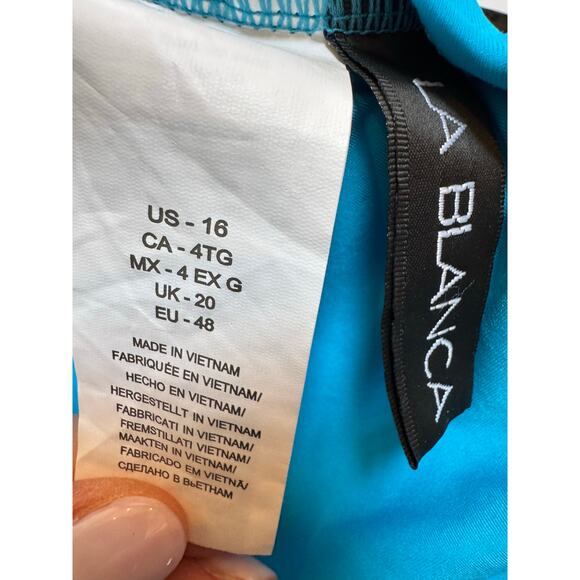 US - 16
CA - 4TG
MX - 4 EX G
UK - 20
EU - 48
MADE IN VIETNAM
FABRIQUÉE EN VIETNAM/
HECHO EN VIETNAM/
HERGESTELLT IN VIETNAM/
FABBRICATI IN VIETNAM/
FREMSTILLATI VIETNAM/
MAAKTEN IN VIETNAM/
FABRICADO EM VIETNÃ/
СДЕЛАНО В ВЬЕТНАМ
LA BLANCA